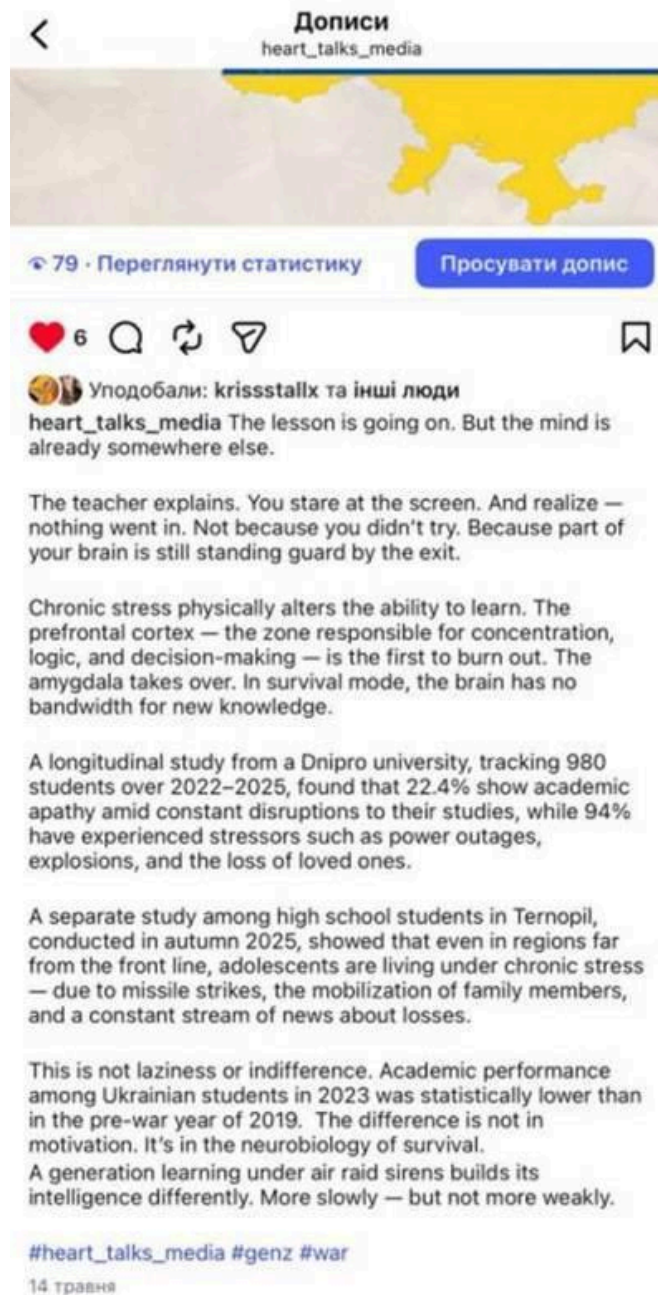 Дописи
heart_talks_media
79 · Переглянути статистику
Просувати допис
6
Уподобали: krissstallx та інші люди
heart_talks_media The lesson is going on. But the mind is
already somewhere else.
The teacher explains. You stare at the screen. And realize —
nothing went in. Not because you didn't try. Because part of
your brain is still standing guard by the exit.
Chronic stress physically alters the ability to learn. The
prefrontal cortex — the zone responsible for concentration,
logic, and decision-making — is the first to burn out. The
amygdala takes over. In survival mode, the brain has no
bandwidth for new knowledge.
A longitudinal study from a Dnipro university, tracking 980
students over 2022–2025, found that 22.4% show academic
apathy amid constant disruptions to their studies, while 94%
have experienced stressors such as power outages,
explosions, and the loss of loved ones.
A separate study among high school students in Ternopil,
conducted in autumn 2025, showed that even in regions far
from the front line, adolescents are living under chronic stress
— due to missile strikes, the mobilization of family members,
and a constant stream of news about losses.
This is not laziness or indifference. Academic performance
among Ukrainian students in 2023 was statistically lower than
in the pre-war year of 2019. The difference is not in
motivation. It's in the neurobiology of survival.
A generation learning under air raid sirens builds its
intelligence differently. More slowly — but not more weakly.
#heart_talks_media #genz #war
14 травня